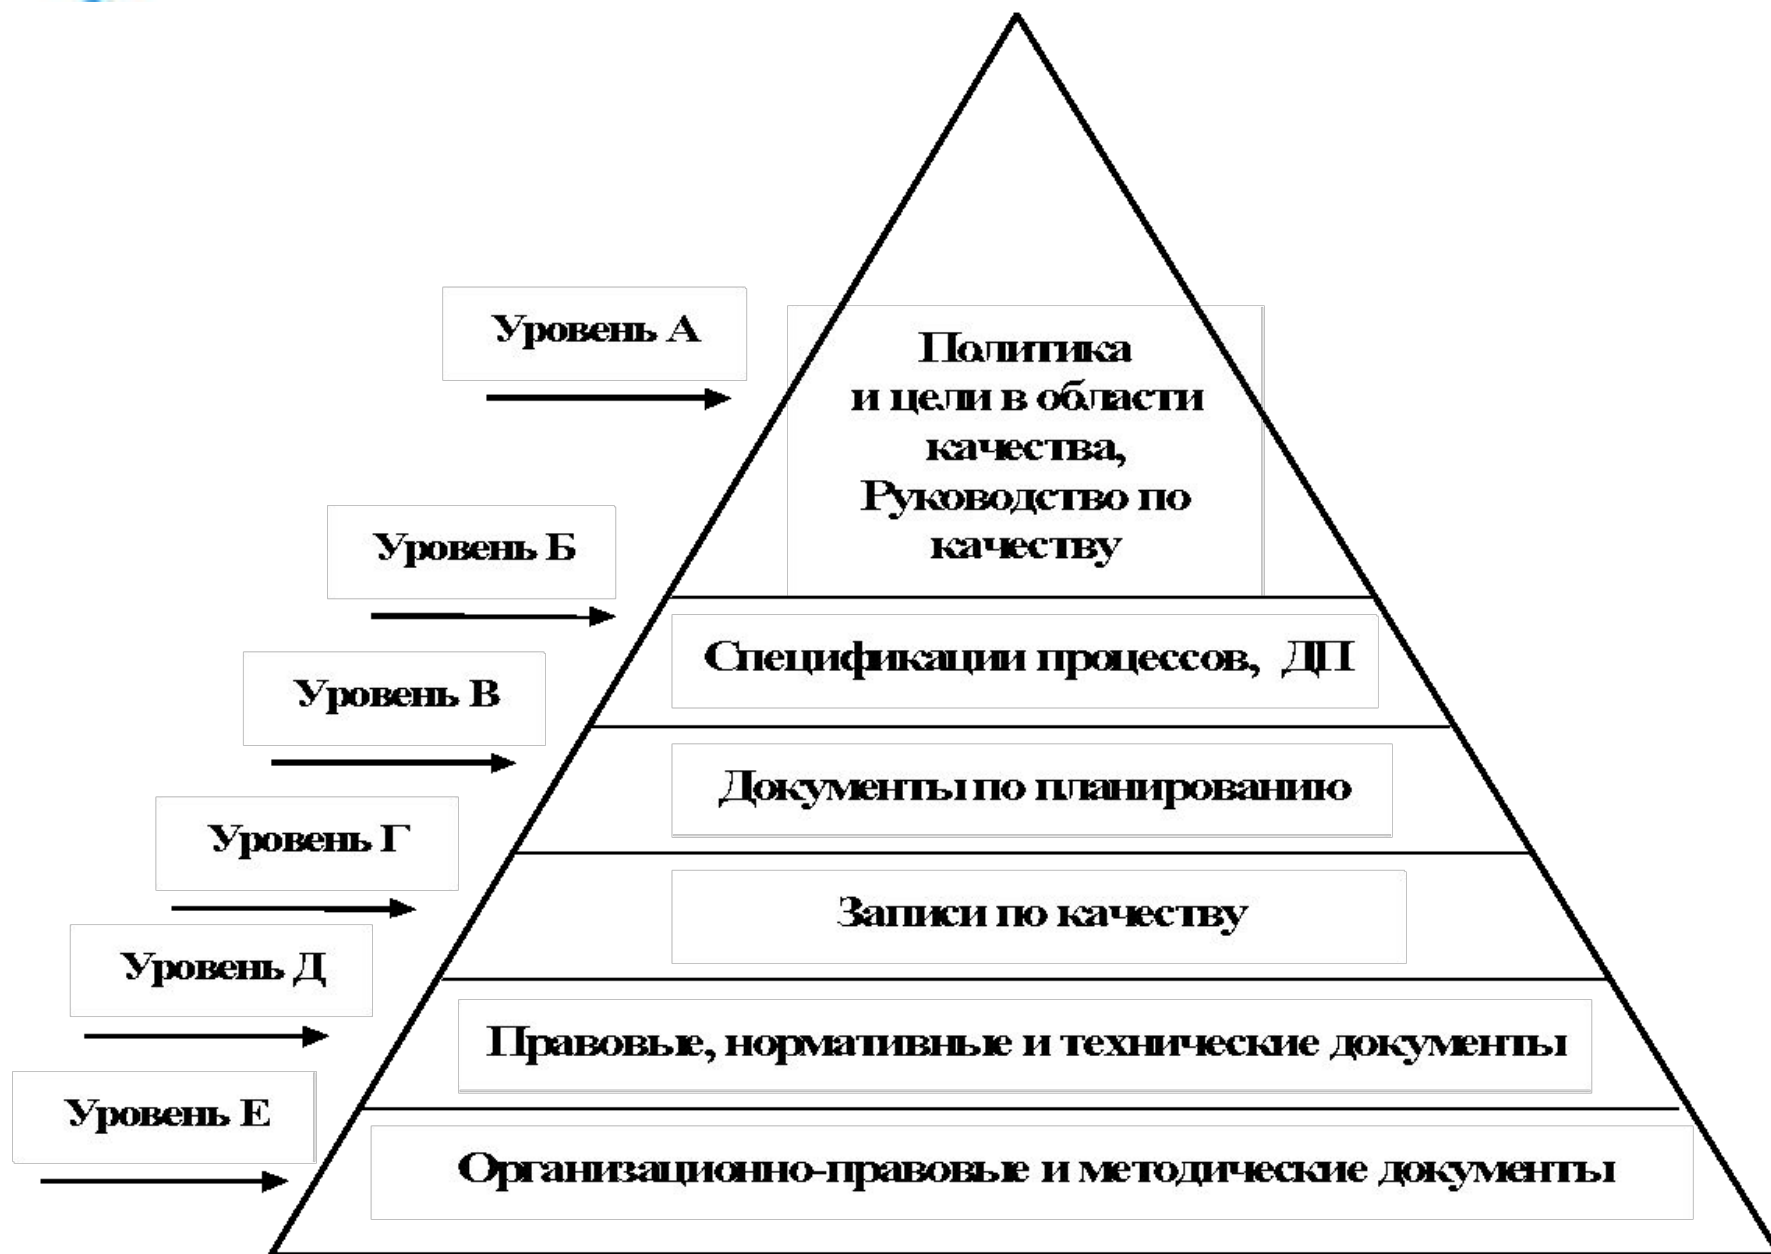 Уровень А
Политика
и цели в области
качества,
Руководство по
качеству
Уровень Б
Спецификации процессов, ДП
Уровень В
Документы по планированию
Уровень Г
Записи по качеству
Уровень Д
Правовые, нормативные и технические документы
Уровень Е
Организационно-правовые и методические документы